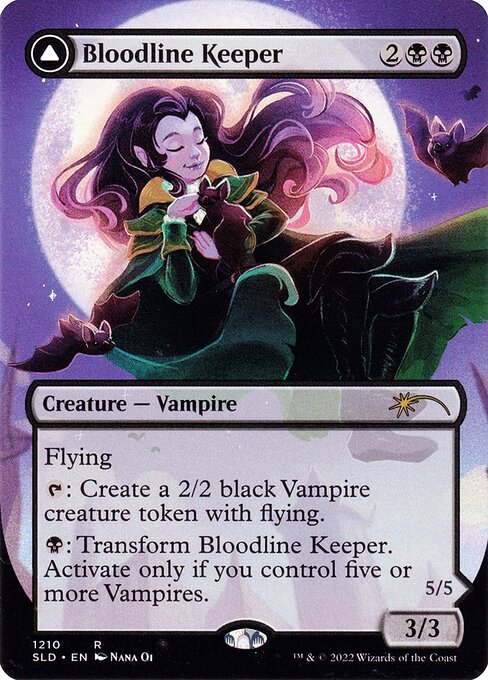 Bloodline Keeper 2
Creature — Vampire
Flying
: Create a 2/2 black Vampire
creature token with flying.
: Transform Bloodline Keeper.
Activate only if you control five or
more Vampires.
5/5
3/3
1210 R
SLD • EN Nana Qi
™ & © 2022 Wizards of the Coast